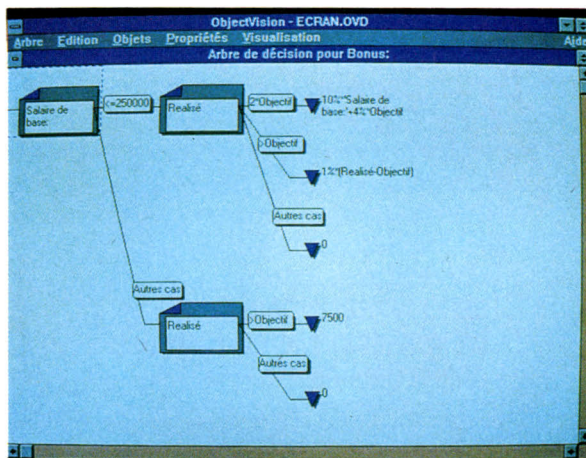 ObjectVision - ECRAN.OVD
Arbre Edition Objets Propriétés Visualisation Aide
Arbre de décision pour Bonus:
Salaire de
base:
<=250000
Realisé
2*Objectif
10%*'Salaire de
base:'+4%*Objectif
>Objectif
1%*(Realisé-Objectif)
Autres cas
0
Autres cas
Realisé
>Objectif
7500
Autres cas
0